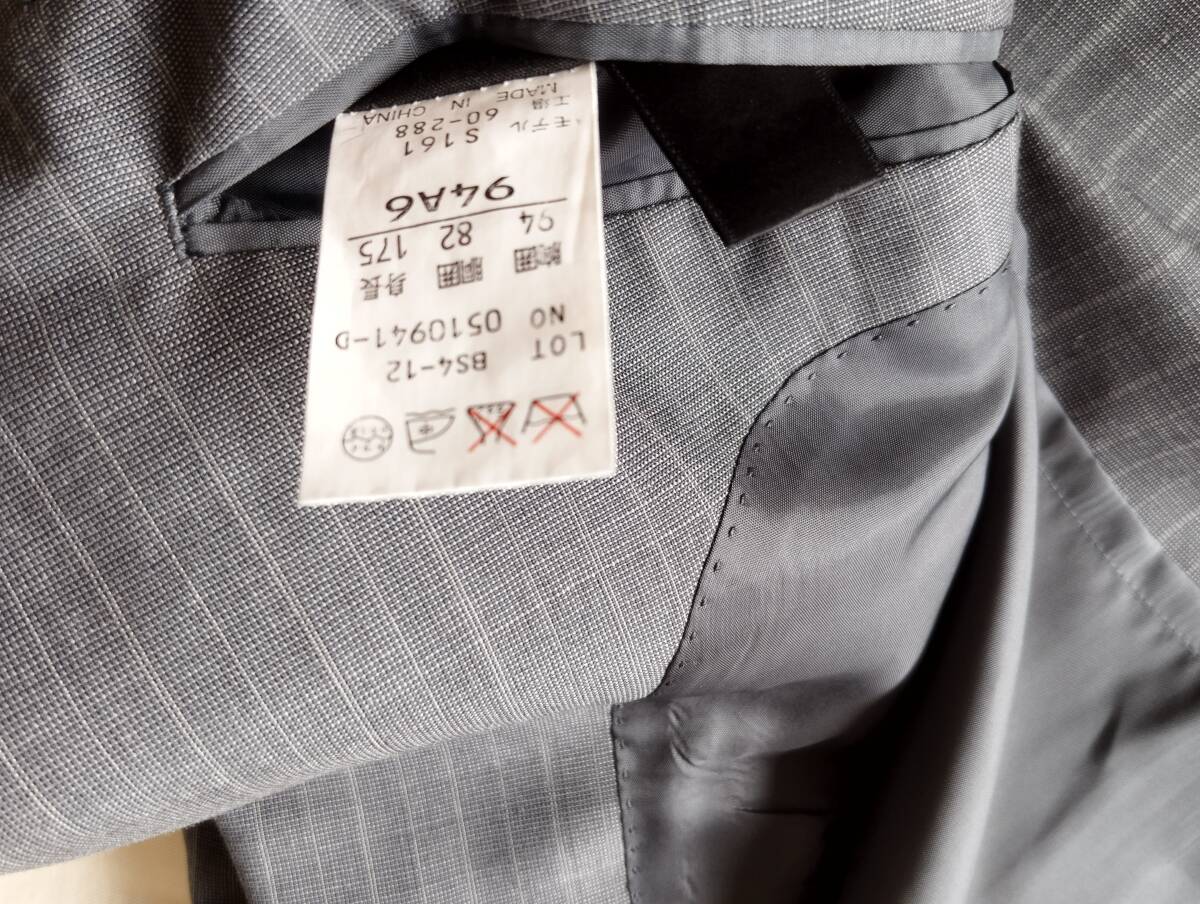 LOT BS4-12
NO 0510941-D
胸囲 胴囲 身長
94 82 175
94A6
モデル S161
工場 60-288
MADE IN CHINA